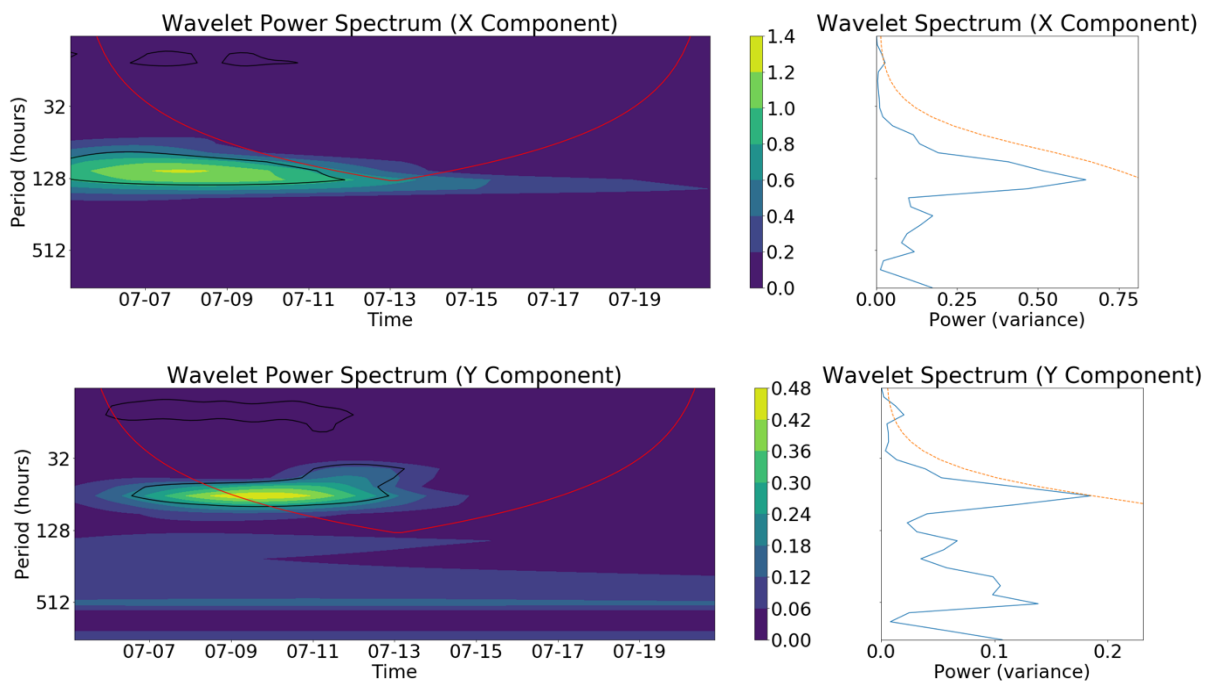 Wavelet Power Spectrum (X Component)
Wavelet Spectrum (X Component)
Period (hours)
32
128
512
07-07 07-09 07-11 07-13 07-15 07-17 07-19
Time
1.4
1.2
1.0
0.8
0.6
0.4
0.2
0.0
0.00 0.25 0.50 0.75
Power (variance)
Wavelet Power Spectrum (Y Component)
Wavelet Spectrum (Y Component)
Period (hours)
32
128
512
07-07 07-09 07-11 07-13 07-15 07-17 07-19
Time
0.48
0.42
0.36
0.30
0.24
0.18
0.12
0.06
0.00
0.0 0.1 0.2
Power (variance)